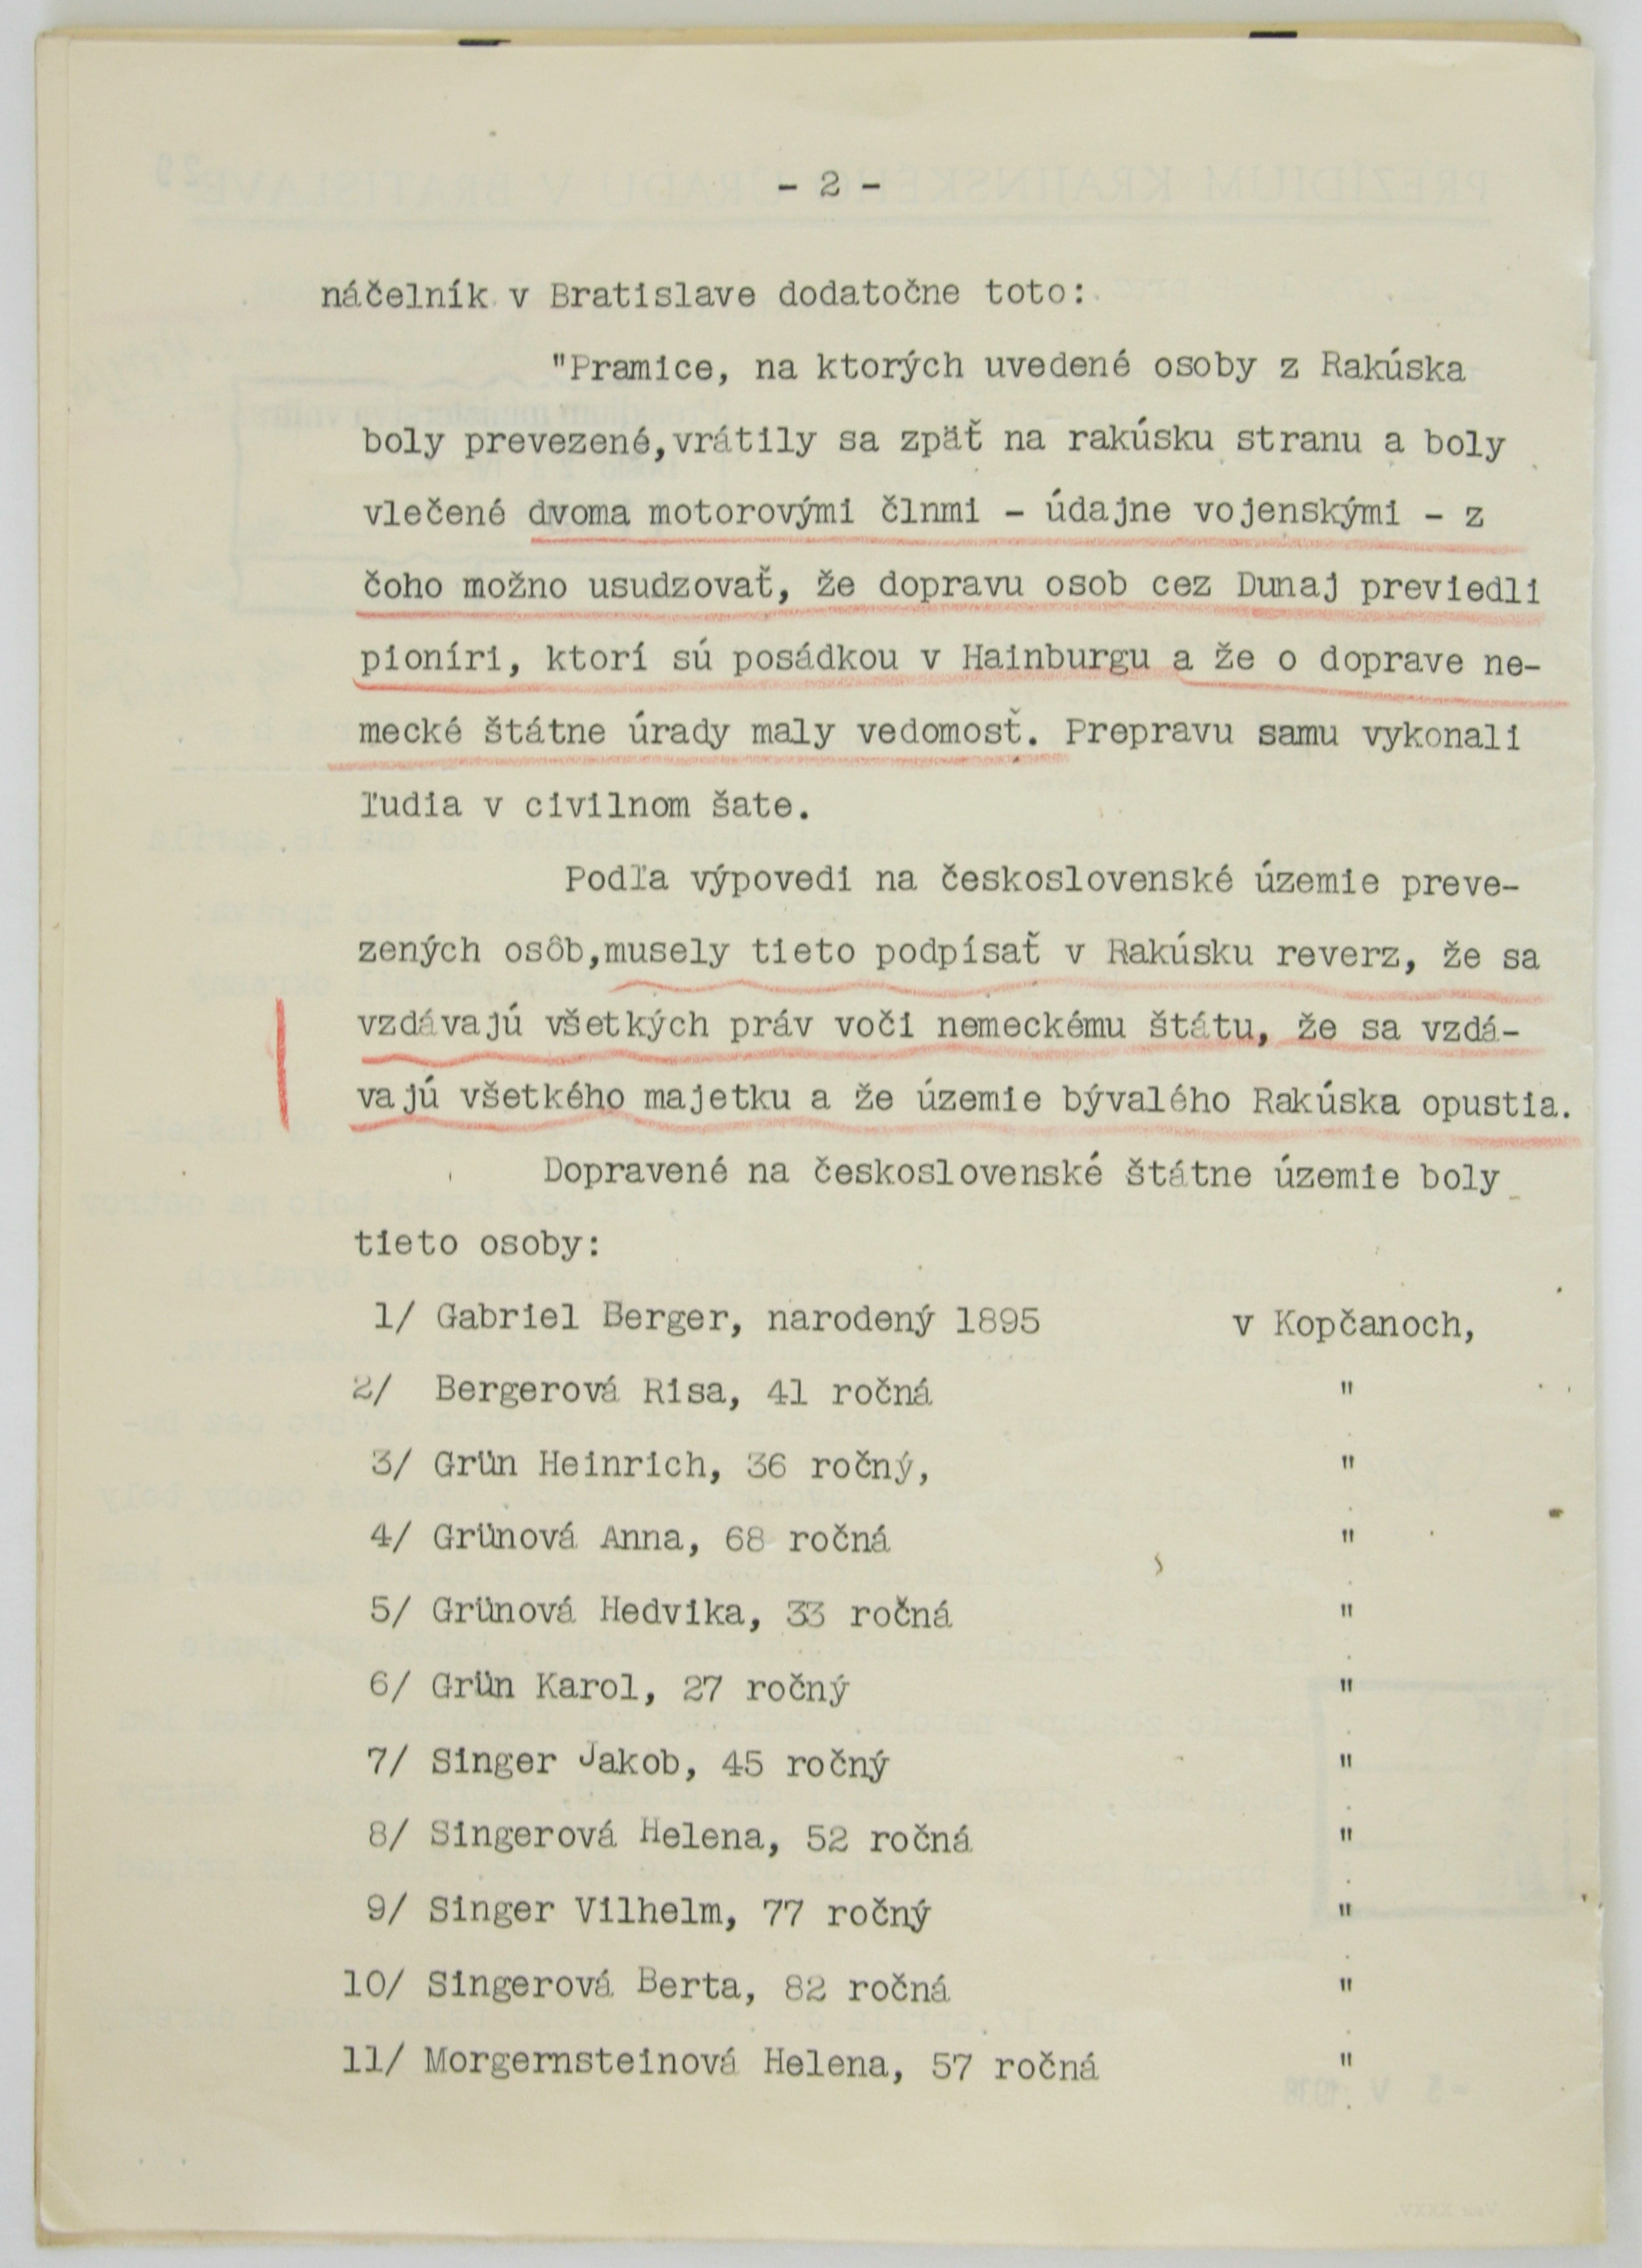 - 2 -
náčelník v Bratislave dodatočne toto:
"Pramice, na ktorých uvedené osoby z Rakúska
boly prevezené, vrátily sa zpäť na rakúsku stranu a boly
vlečené dvoma motorovými člnmi - údajne vojenskými - z
čoho možno usudzovať, že dopravu osob cez Dunaj previedli
pioníri, ktorí sú posádkou v Hainburgu a že o doprave ne-
mecké štátne úrady maly vedomosť. Prepravu samu vykonali
ľudia v civilnom šate.
Podľa výpovedi na československé územie preve-
zených osôb, musely tieto podpísať v Rakúsku reverz, že sa
vzdávajú všetkých práv voči nemeckému štátu, že sa vzdá-
vajú všetkého majetku a že územie bývalého Rakúska opustia.
Dopravené na československé štátne územie boly
tieto osoby:
1/ Gabriel Berger, narodený 1895 v Kopčanoch,
2/ Bergerová Risa, 41 ročná "
3/ Grün Heinrich, 36 ročný, "
4/ Grünová Anna, 68 ročná "
5/ Grünová Hedvika, 33 ročná "
6/ Grün Karol, 27 ročný "
7/ Singer Jakob, 45 ročný "
8/ Singerová Helena, 52 ročná "
9/ Singer Vilhelm, 77 ročný "
10/ Singerová Berta, 82 ročná "
11/ Morgernsteinová Helena, 57 ročná "